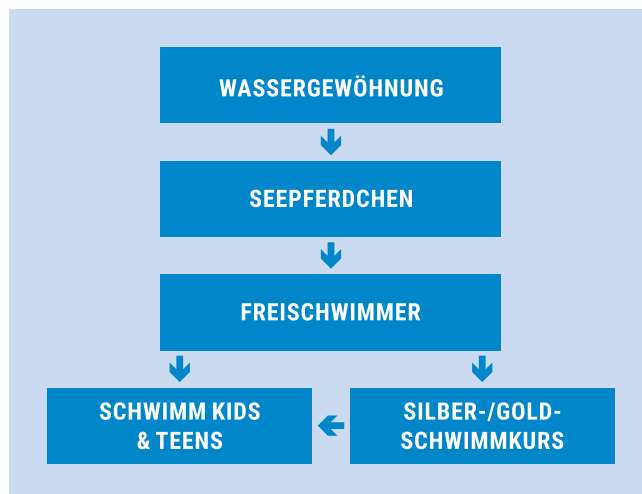 WASSERGEWÖHNUNG
SEEPFERDCHEN
FREISCHWIMMER
SCHWIMM KIDS
& TEENS
SILBER-/GOLD-
SCHWIMMKURS